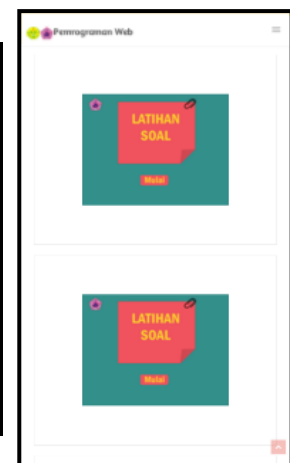 Pemrograman Web
LATIHAN
SOAL
Mulai
LATIHAN
SOAL
Mulai